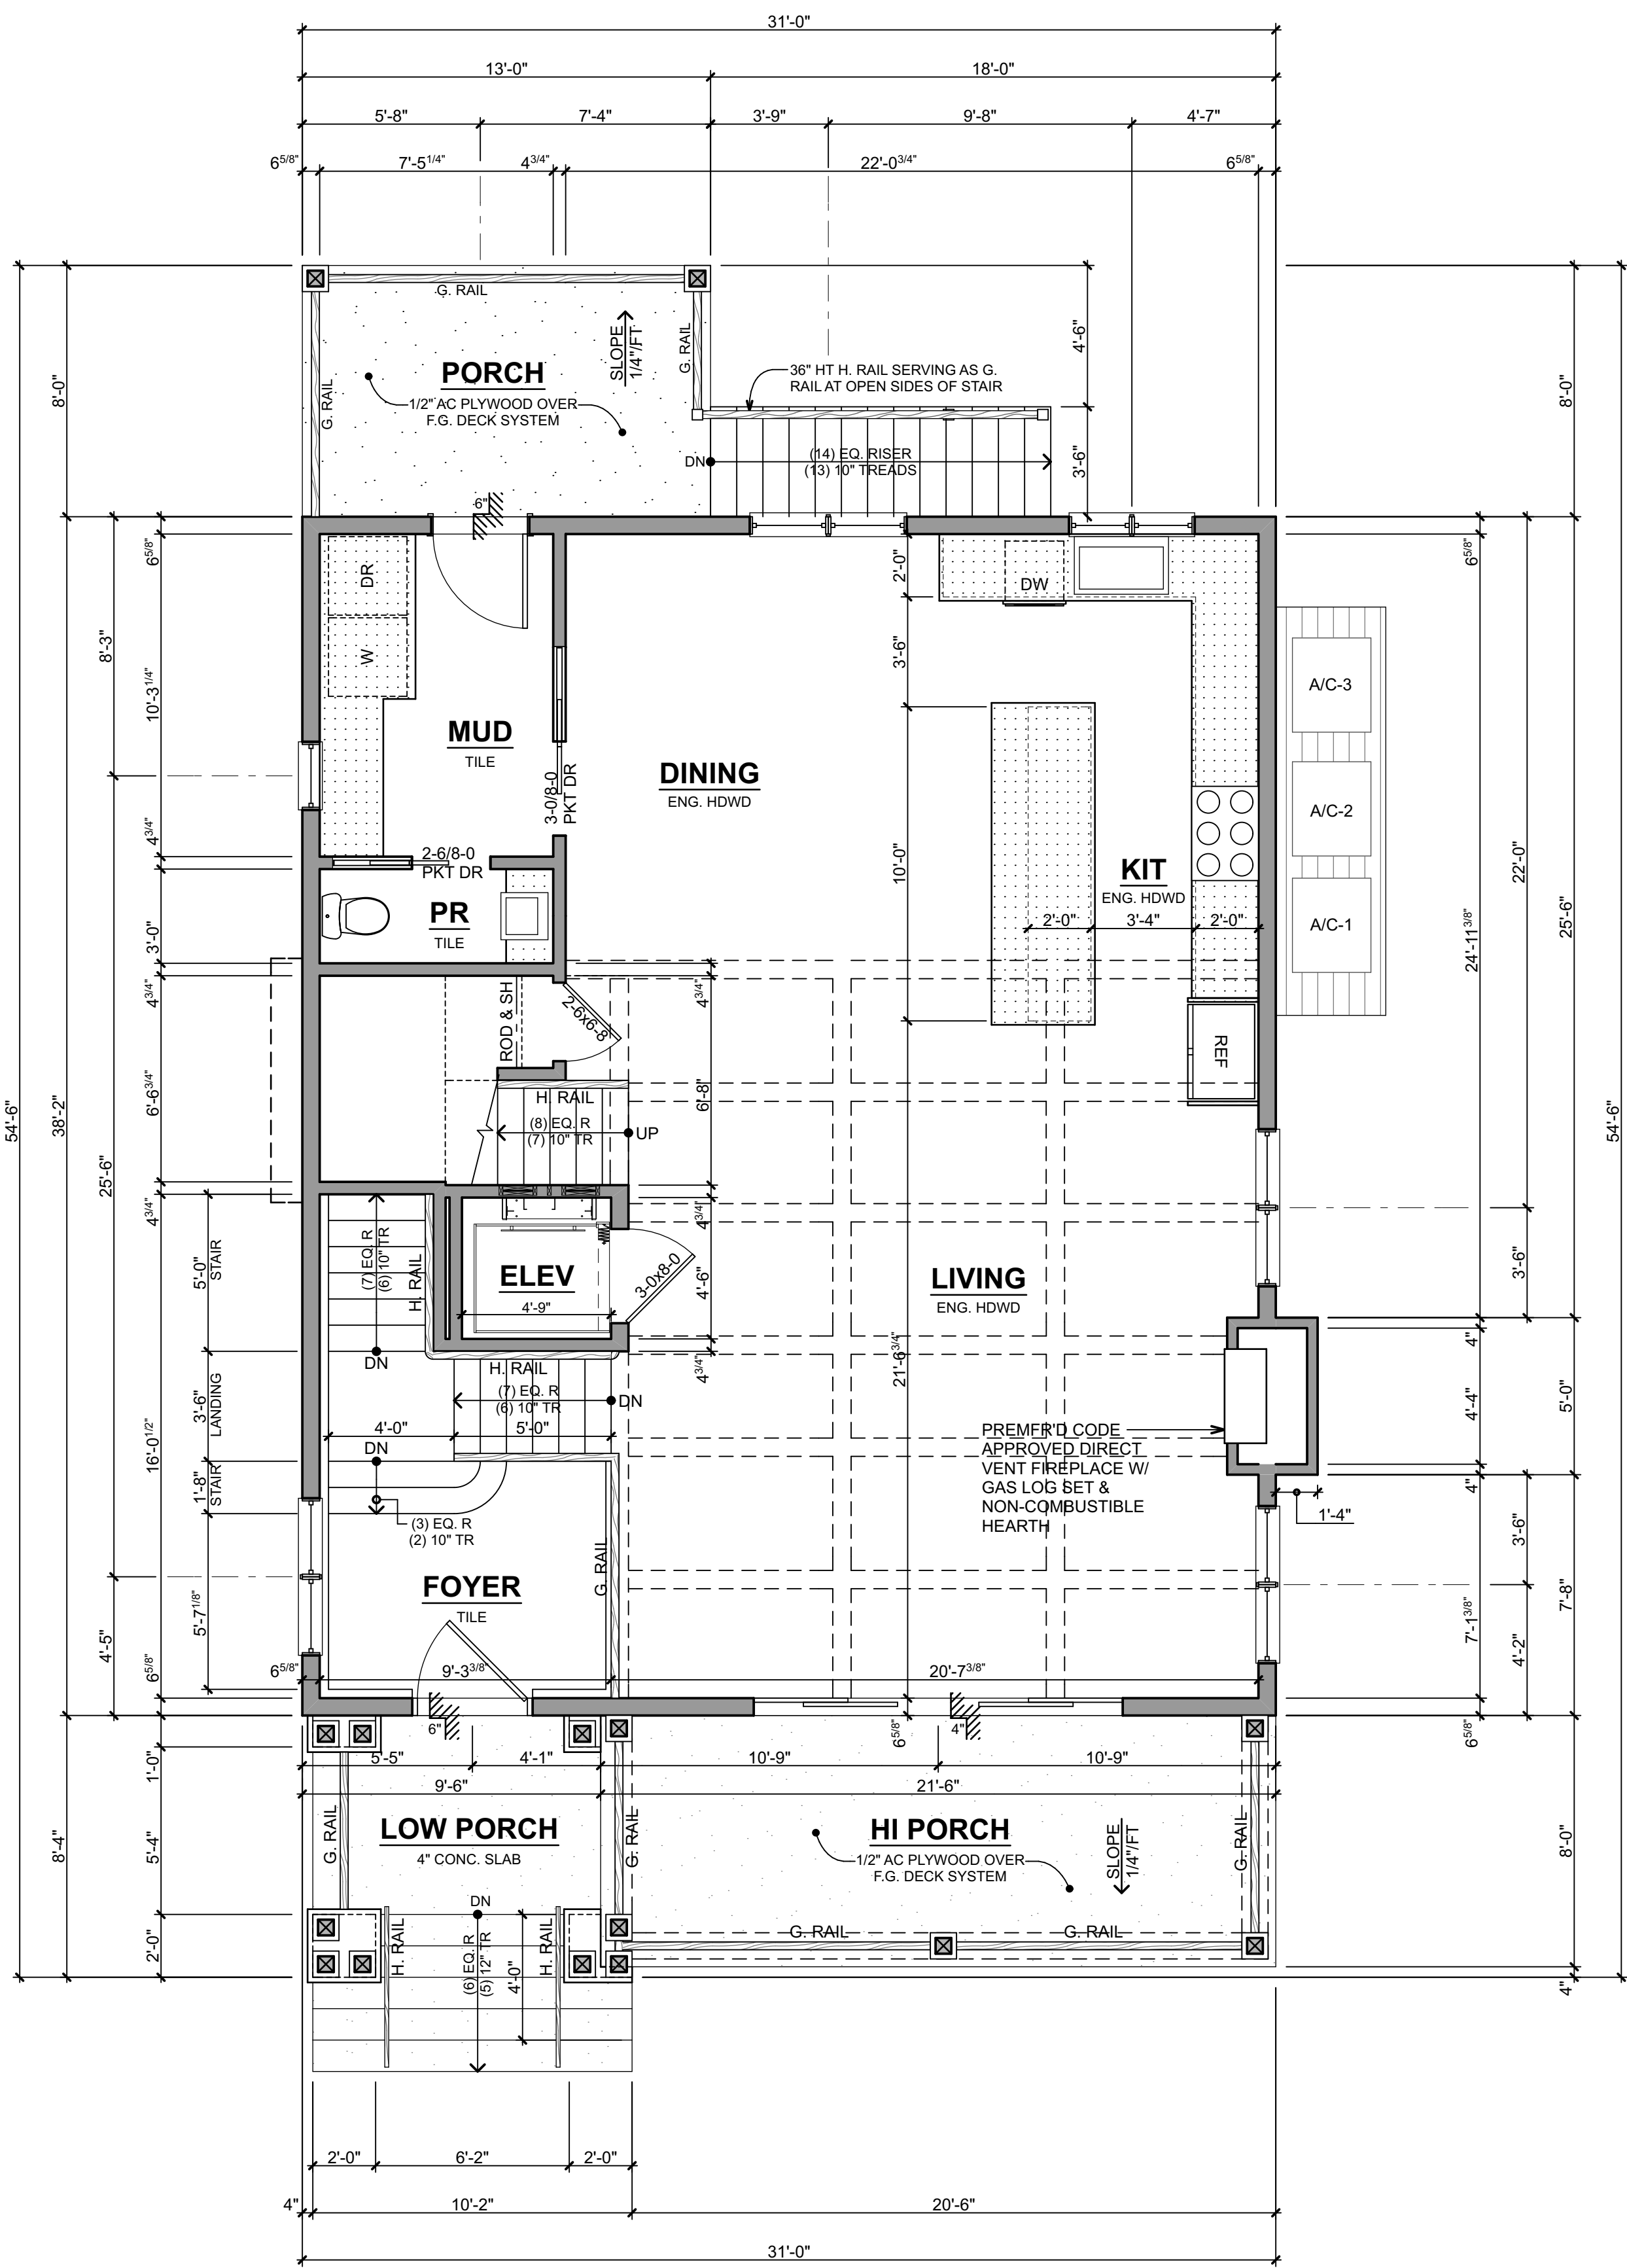 31'-0"
13'-0"
18'-0"
5'-8"
7'-4"
3'-9"
9'-8"
4'-7"
6 5/8"
7'-5 1/4"
4 3/4"
22'-0 3/4"
6 5/8"
G. RAIL
G. RAIL
G. RAIL
SLOPE
1/4"/FT
PORCH
1/2" AC PLYWOOD OVER
F.G. DECK SYSTEM
36" HT H. RAIL SERVING AS G.
RAIL AT OPEN SIDES OF STAIR
DN
(14) EQ. RISER
(13) 10" TREADS
4'-6"
3'-6"
8'-0"
8'-0"
6"
54'-6"
38'-2"
8'-3"
25'-6"
4'-5"
6 5/8"
10'-3 1/4"
4 3/4"
3'-0"
4 3/4"
6'-6 3/4"
4 3/4"
16'-0 1/2"
6 5/8"
5'-0"
STAIR
3'-6"
LANDING
1'-8"
STAIR
5'-7 1/8"
DR
W
MUD
TILE
3-0/8-0
PKT DR
2-6/8-0
PKT DR
PR
TILE
DINING
ENG. HDWD
DW
2'-0"
3'-6"
10'-0"
21'-6 3/4"
KIT
ENG. HDWD
2'-0"
3'-4"
2'-0"
REF
A/C-3
A/C-2
A/C-1
ROD & SH
2-6x6-8
4 3/4"
6'-8"
4 3/4"
4'-6"
4 3/4"
H. RAIL
(8) EQ. R
(7) 10" TR
UP
(7) EQ. R
(6) 10" TR
H. RAIL
DN
ELEV
4'-9"
3-0x8-0
LIVING
ENG. HDWD
H. RAIL
(7) EQ. R
(6) 10" TR
DN
4'-0"
5'-0"
DN
(3) EQ. R
(2) 10" TR
PREMFR'D CODE
APPROVED DIRECT
VENT FIREPLACE W/
GAS LOG SET &
NON-COMBUSTIBLE
HEARTH
1'-4"
G. RAIL
FOYER
TILE
6 5/8"
9'-3 3/8"
20'-7 3/8"
6 5/8"
24'-11 3/8"
4"
4'-4"
4"
7'-1 3/8"
6 5/8"
22'-0"
3'-6"
3'-6"
4'-2"
25'-6"
5'-0"
7'-8"
8'-0"
4"
54'-6"
6"
6 5/8"
4"
5'-5"
4'-1"
10'-9"
10'-9"
9'-6"
21'-6"
8'-4"
1'-0"
5'-4"
2'-0"
G. RAIL
LOW PORCH
4" CONC. SLAB
G. RAIL
HI PORCH
1/2" AC PLYWOOD OVER
F.G. DECK SYSTEM
SLOPE
1/4"/FT
G. RAIL
G. RAIL
G. RAIL
DN
H. RAIL
(6) EQ. R
(5) 12" TR
4'-0"
H. RAIL
2'-0"
6'-2"
2'-0"
4"
10'-2"
20'-6"
31'-0"